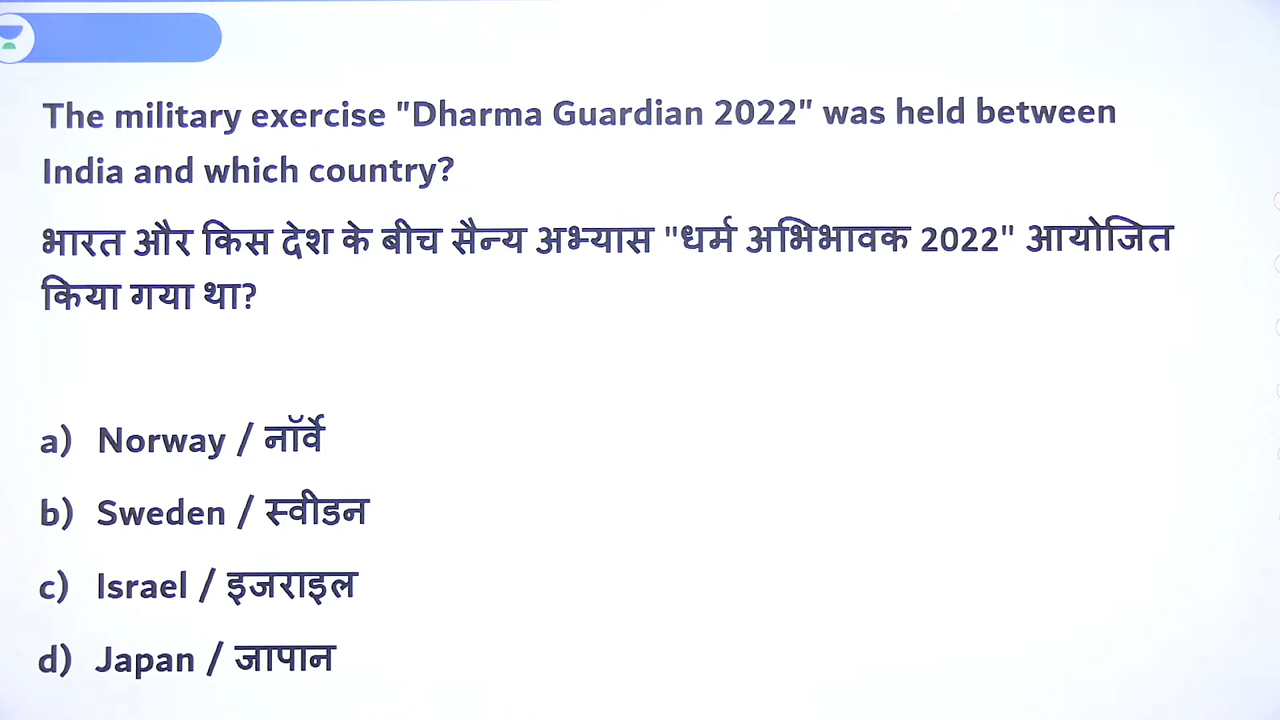 The military exercise "Dharma Guardian 2022" was held between
India and which country?
भारत और किस देश के बीच सैन्य अभ्यास "धर्म अभिभावक 2022" आयोजित
किया गया था?
a) Norway / नॉर्वे
b) Sweden / स्वीडन
c) Israel / इजराइल
d) Japan / जापान